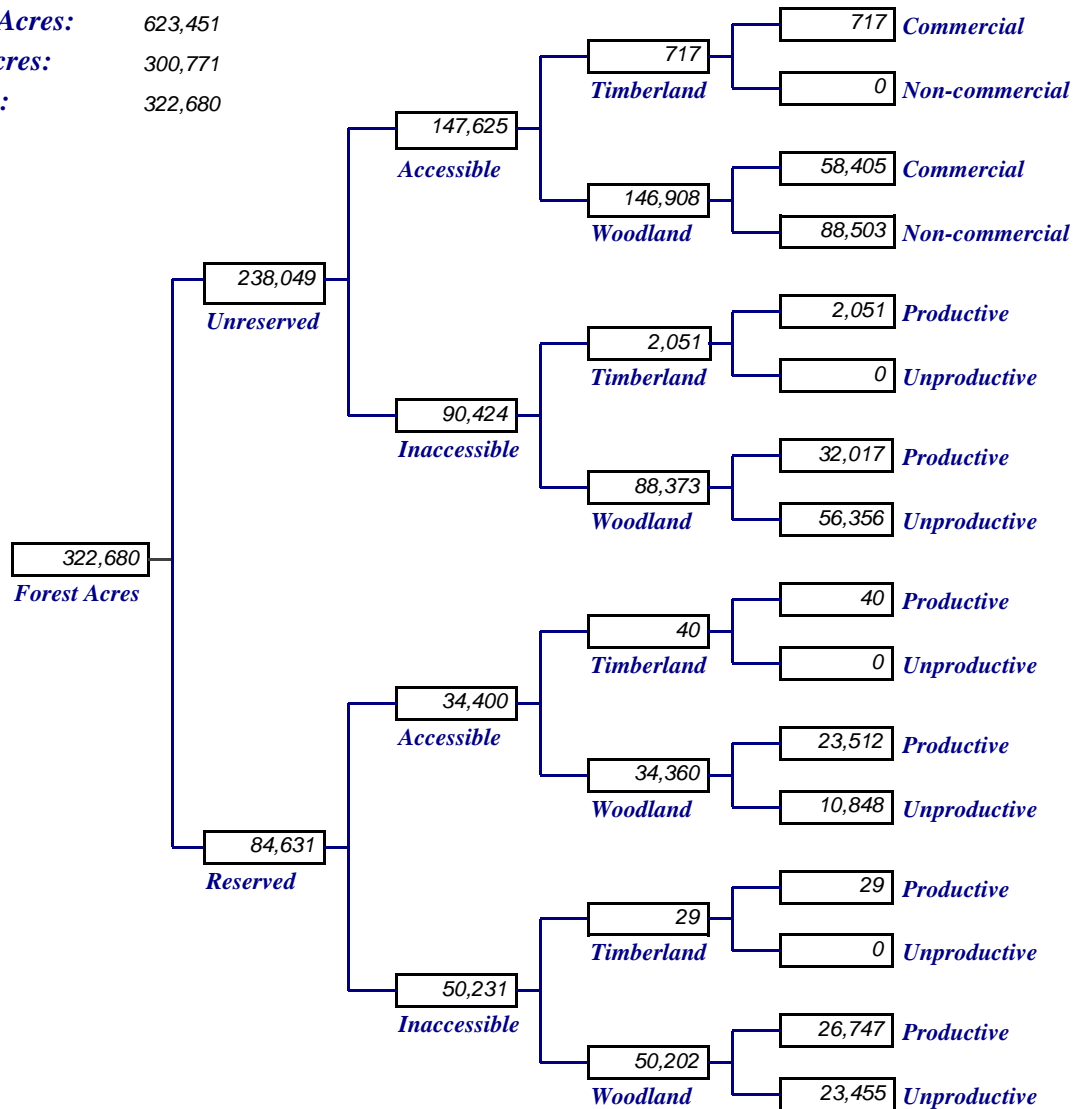 Acres: 623,451
cres: 300,771
: 322,680
717 Commercial
717
Timberland
0 Non-commercial
147,625
Accessible
58,405 Commercial
146,908
Woodland
88,503 Non-commercial
238,049
Unreserved
2,051 Productive
2,051
Timberland
0 Unproductive
90,424
Inaccessible
32,017 Productive
88,373
Woodland
56,356 Unproductive
322,680
Forest Acres
40 Productive
40
Timberland
0 Unproductive
34,400
Accessible
23,512 Productive
34,360
Woodland
10,848 Unproductive
84,631
Reserved
29 Productive
29
Timberland
0 Unproductive
50,231
Inaccessible
26,747 Productive
50,202
Woodland
23,455 Unproductive